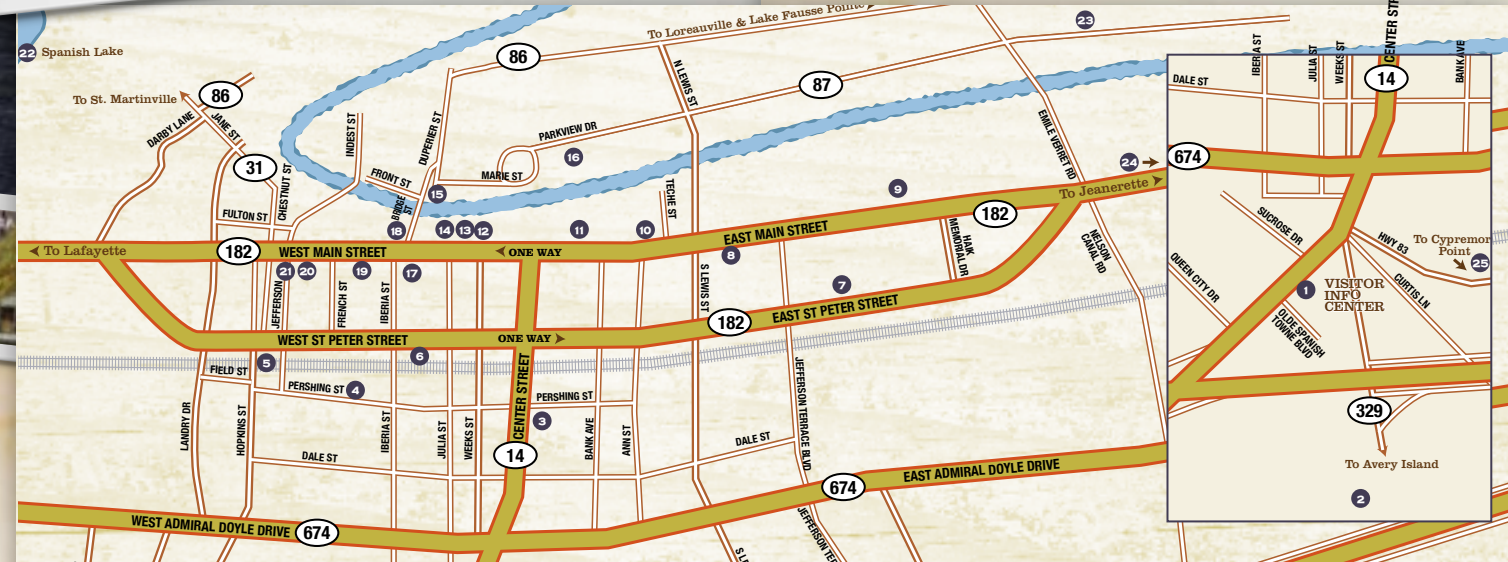 To Loreauville & Lake Fausse Pointe
23
22 Spanish Lake
86
N LEWIS ST
87
To St. Martinville
86
DARBY LANE
JANE ST
31
CHESTNUT ST
INDEST ST
DUPERIER ST
PARKVIEW DR
16
MARIE ST
FRONT ST
15
BRIDGE ST
FULTON ST
TECHE ST
EMILE VERRET RD
24
9
To Jeanerette
182
18
14
13
12
11
10
To Lafayette
182
WEST MAIN STREET
ONE WAY
EAST MAIN STREET
8
HAIK
MEMORIAL DR
NELSON
CANAL RD
21
20
19
17
7
JEFFERSON
FRENCH ST
IBERIA ST
S LEWIS ST
182
EAST ST PETER STREET
WEST ST PETER STREET
ONE WAY
5
6
FIELD ST
PERSHING ST
4
CENTER STREET
PERSHING ST
3
JEFFERSON TERRACE BLVD
LANDRY DR
HOPKINS ST
IBERIA ST
JULIA ST
WEEKS ST
BANK AVE
ANN ST
DALE ST
DALE ST
14
674
EAST ADMIRAL DOYLE DRIVE
WEST ADMIRAL DOYLE DRIVE
674
JEFFERSON TER
S L
IBERIA ST
JULIA ST
WEEKS ST
CENTER ST
BANK AVE
DALE ST
14
674
SUCROSE DR
HWY 83
To Cypremort
Point
25
QUEEN CITY DR
1
VISITOR
INFO
CENTER
CURTIS LN
OLDE SPANISH
TOWNE BLVD
329
To Avery Island
2